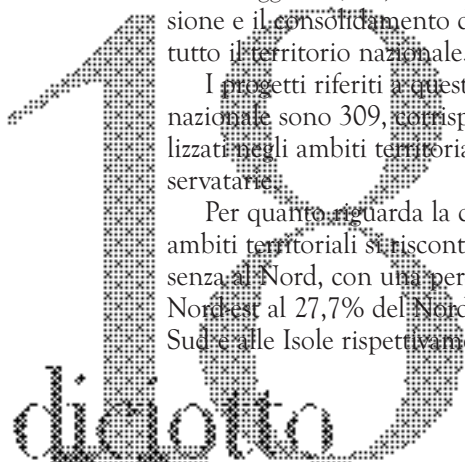 sione e il consolidamento
tutto il territorio nazionale.
I progetti riferiti a quest
nazionale sono 309, corrisp
lizzati negli ambiti territoria
servatarie.
Per quanto riguarda la
ambiti territoriali si riscont
senza al Nord, con una per
Nord-est al 27,7% del Nord
Sud e alle Isole rispettivam
18
diciotto